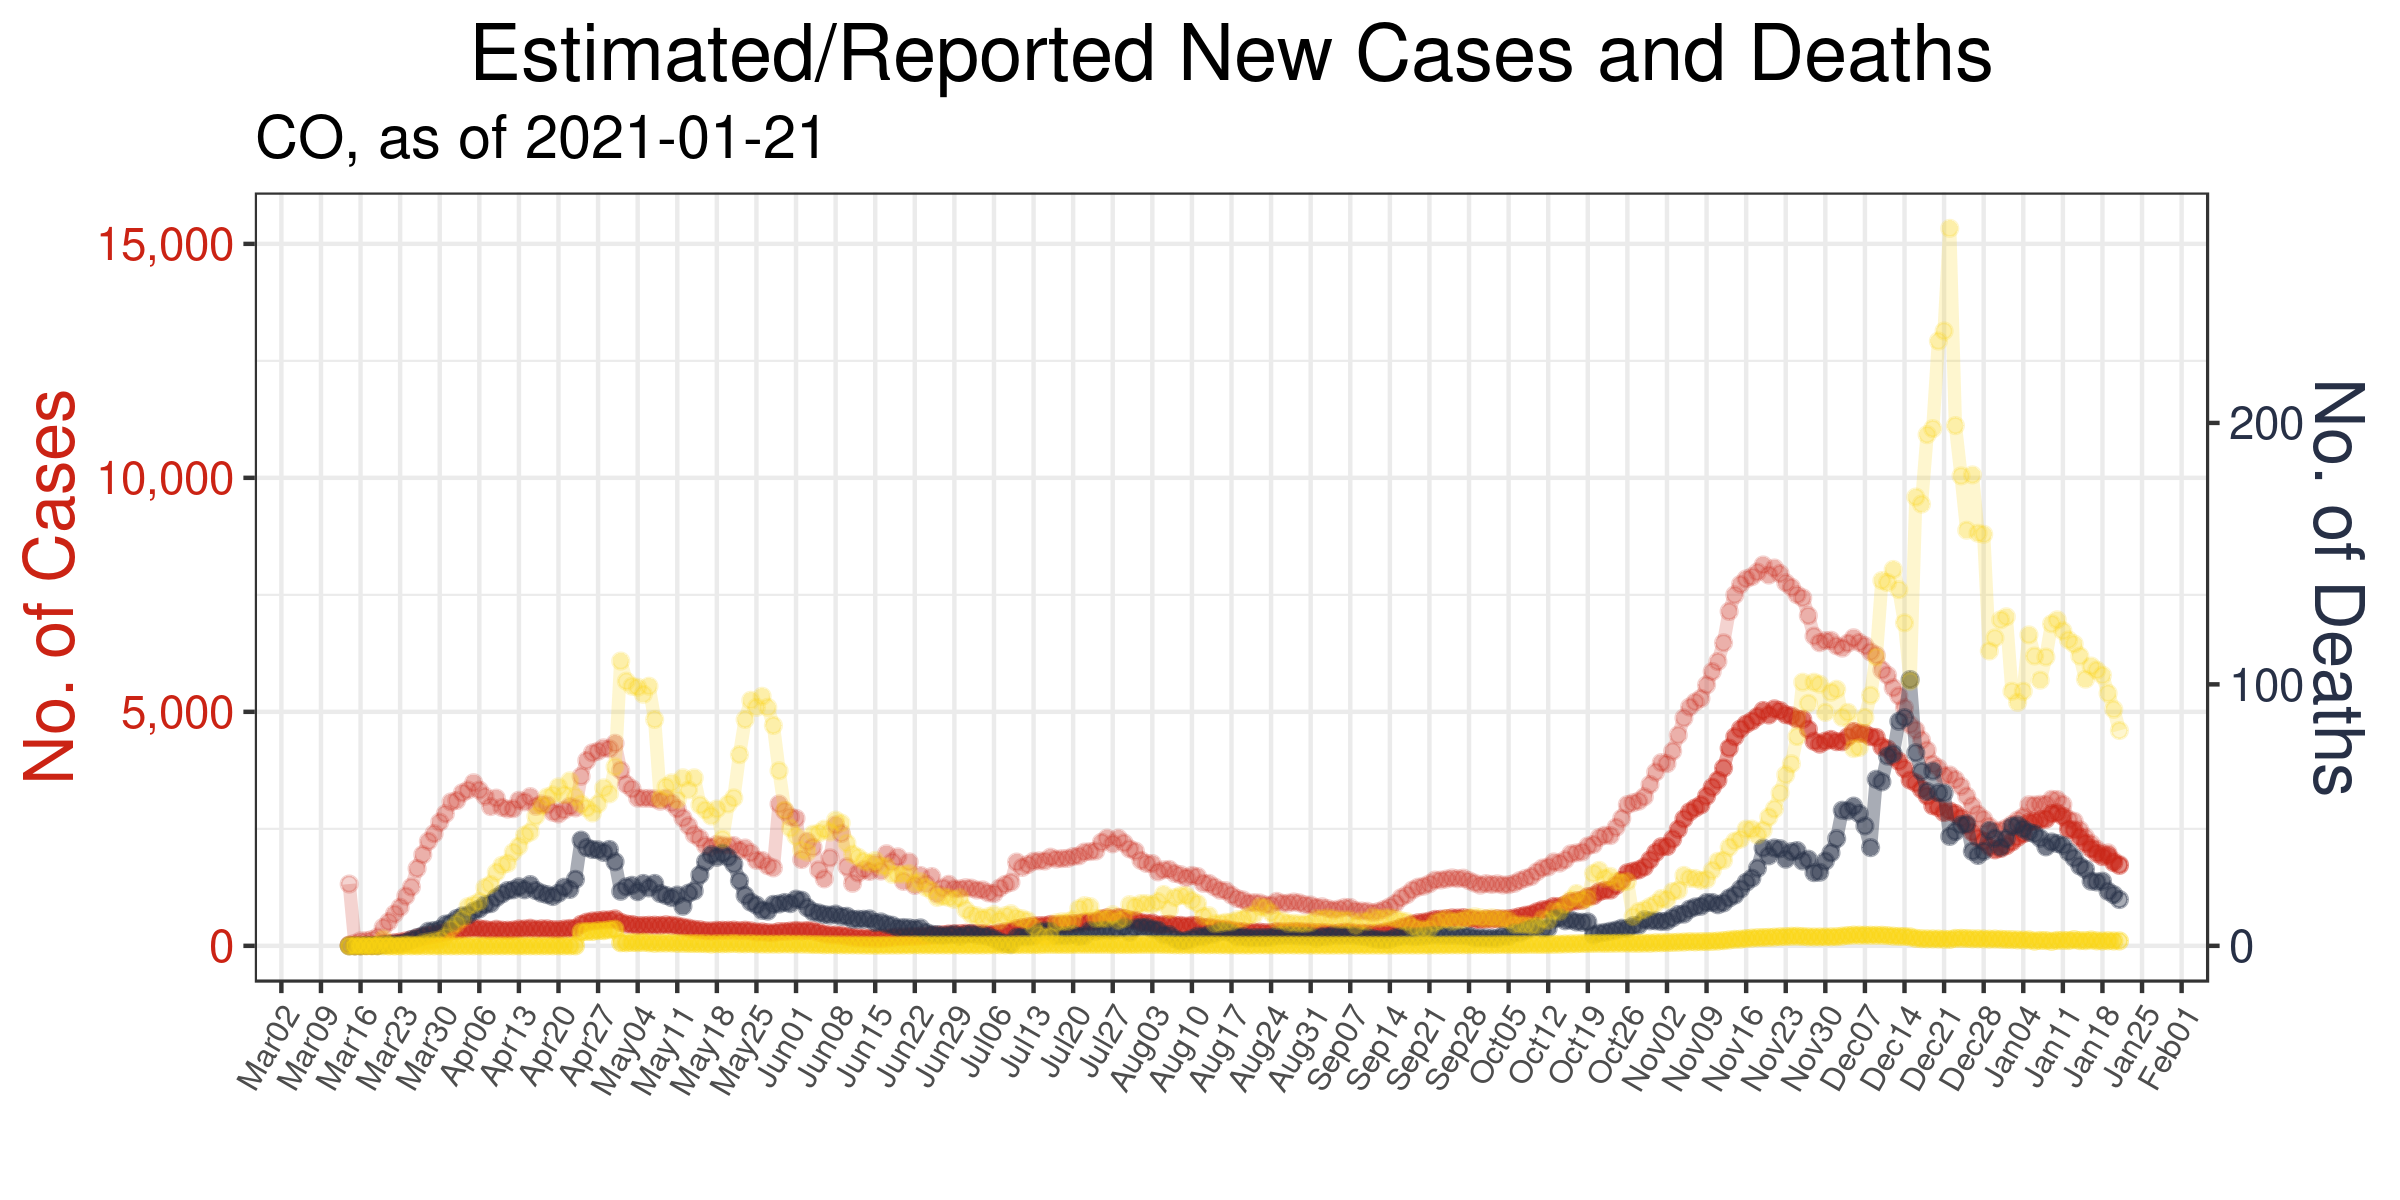 Estimated/Reported New Cases and Deaths
CO, as of 2021-01-21
No. of Cases
15,000
10,000
5,000
0
200
100
0
No. of Deaths
Mar02
Mar09
Mar16
Mar23
Mar30
Apr06
Apr13
Apr20
Apr27
May04
May11
May18
May25
Jun01
Jun08
Jun15
Jun22
Jun29
Jul06
Jul13
Jul20
Jul27
Aug03
Aug10
Aug17
Aug24
Aug31
Sep07
Sep14
Sep21
Sep28
Oct05
Oct12
Oct19
Oct26
Nov02
Nov09
Nov16
Nov23
Nov30
Dec07
Dec14
Dec21
Dec28
Jan04
Jan11
Jan18
Jan25
Feb01